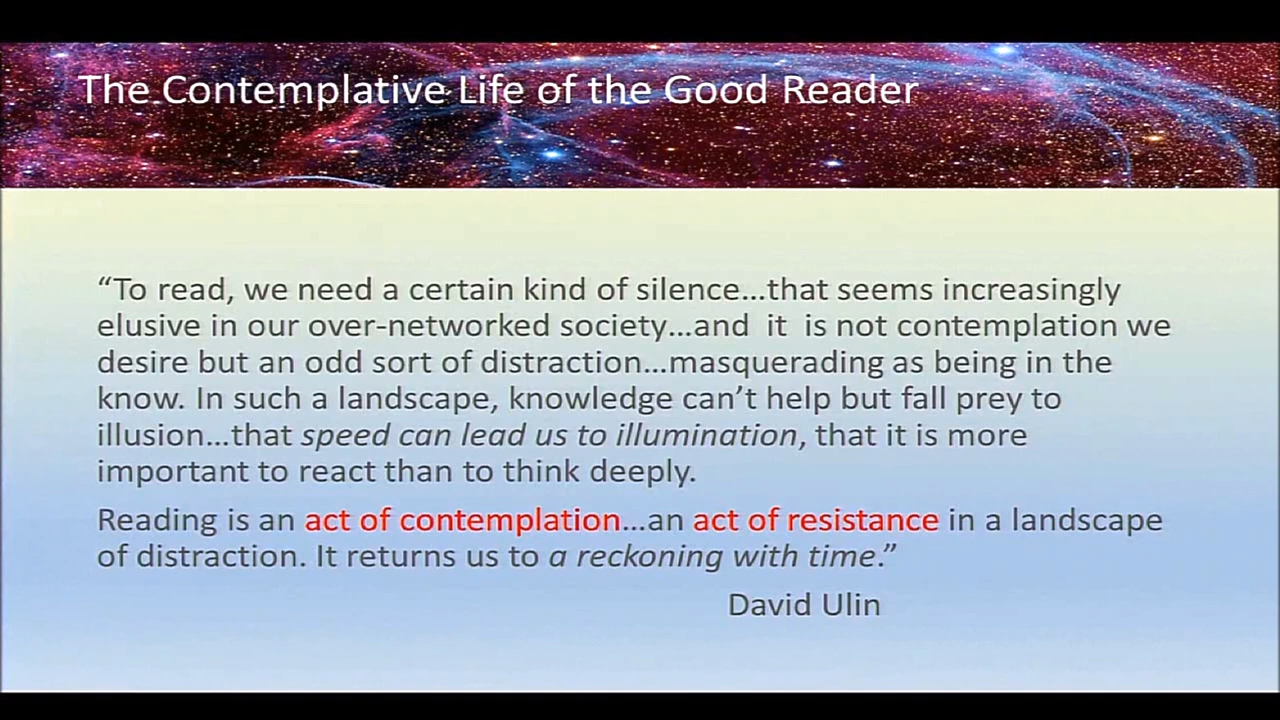 The Contemplative Life of the Good Reader
“To read, we need a certain kind of silence…that seems increasingly
elusive in our over-networked society…and it is not contemplation we
desire but an odd sort of distraction…masquerading as being in the
know. In such a landscape, knowledge can’t help but fall prey to
illusion…that speed can lead us to illumination, that it is more
important to react than to think deeply.
Reading is an act of contemplation…an act of resistance in a landscape
of distraction. It returns us to a reckoning with time.”
David Ulin